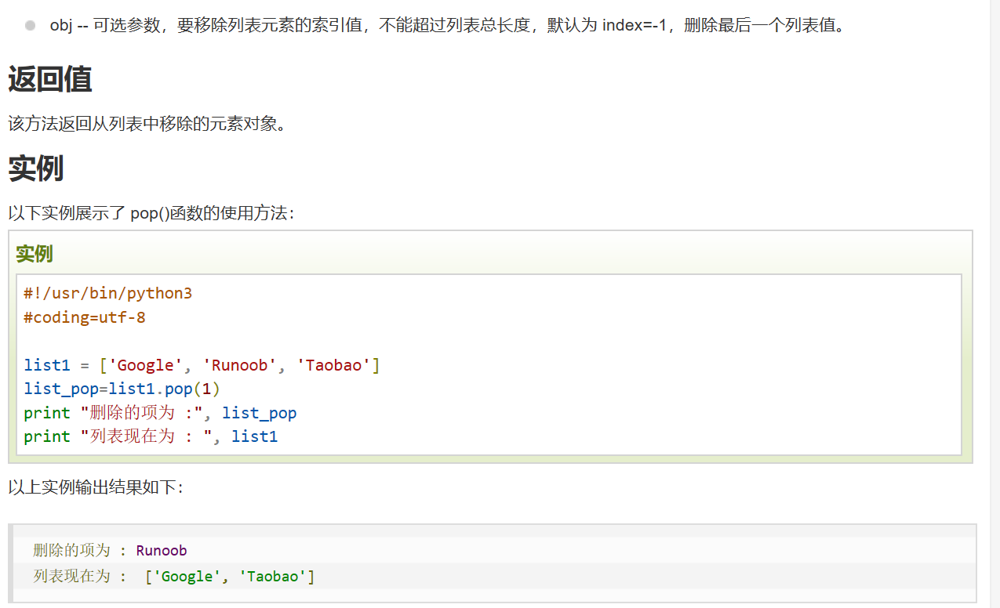 obj -- 可选参数，要移除列表元素的索引值，不能超过列表总长度，默认为 index=-1，删除最后一个列表值。
返回值
该方法返回从列表中移除的元素对象。
实例
以下实例展示了 pop()函数的使用方法：
实例
#!/usr/bin/python3
#coding=utf-8
list1 = ['Google', 'Runoob', 'Taobao']
list_pop=list1.pop(1)
print "删除的项为 :", list_pop
print "列表现在为 : ", list1
以上实例输出结果如下：
删除的项为 : Runoob
列表现在为 :  ['Google', 'Taobao']